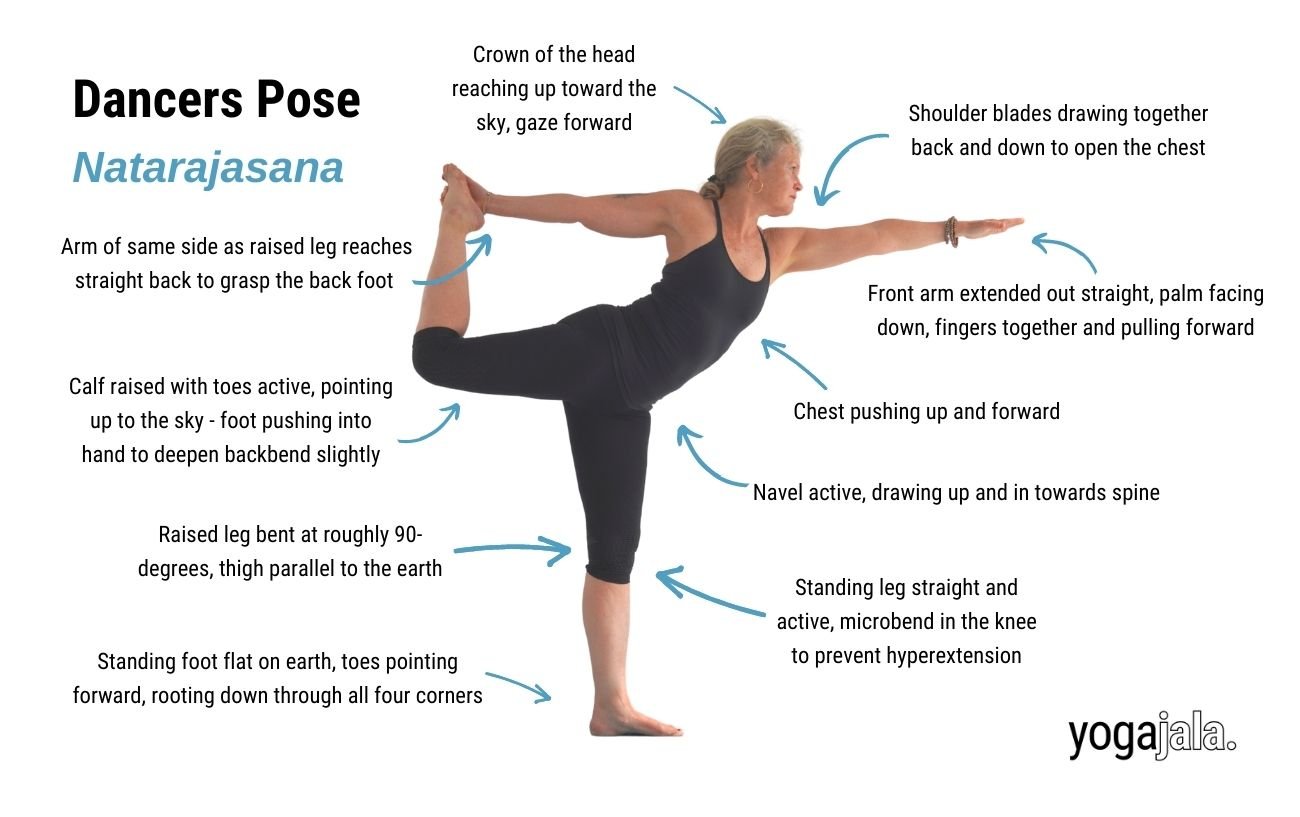 Dancers Pose
Natarajasana
Crown of the head
reaching up toward the
sky, gaze forward
Shoulder blades drawing together
back and down to open the chest
Arm of same side as raised leg reaches
straight back to grasp the back foot
Front arm extended out straight, palm facing
down, fingers together and pulling forward
Calf raised with toes active, pointing
up to the sky - foot pushing into
hand to deepen backbend slightly
Chest pushing up and forward
Navel active, drawing up and in towards spine
Raised leg bent at roughly 90-
degrees, thigh parallel to the earth
Standing leg straight and
active, microbend in the knee
to prevent hyperextension
Standing foot flat on earth, toes pointing
forward, rooting down through all four corners
yogajala.